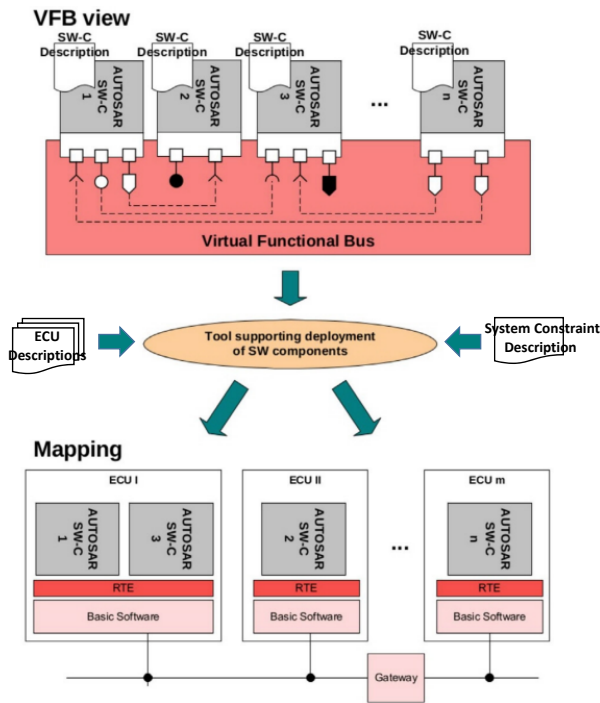 VFB view
SW-C
Description
SW-C
Description
SW-C
Description
SW-C
Description
AUTOSAR
SW-C
1
AUTOSAR
SW-C
2
AUTOSAR
SW-C
3
...
AUTOSAR
SW-C
n
Virtual Functional Bus
ECU
Descriptions
Tool supporting deployment
of SW components
System Constraint
Description
Mapping
ECU I
ECU II
ECU m
AUTOSAR
SW-C
1
AUTOSAR
SW-C
3
AUTOSAR
SW-C
2
...
AUTOSAR
SW-C
n
RTE
RTE
RTE
Basic Software
Basic Software
Basic Software
Gateway